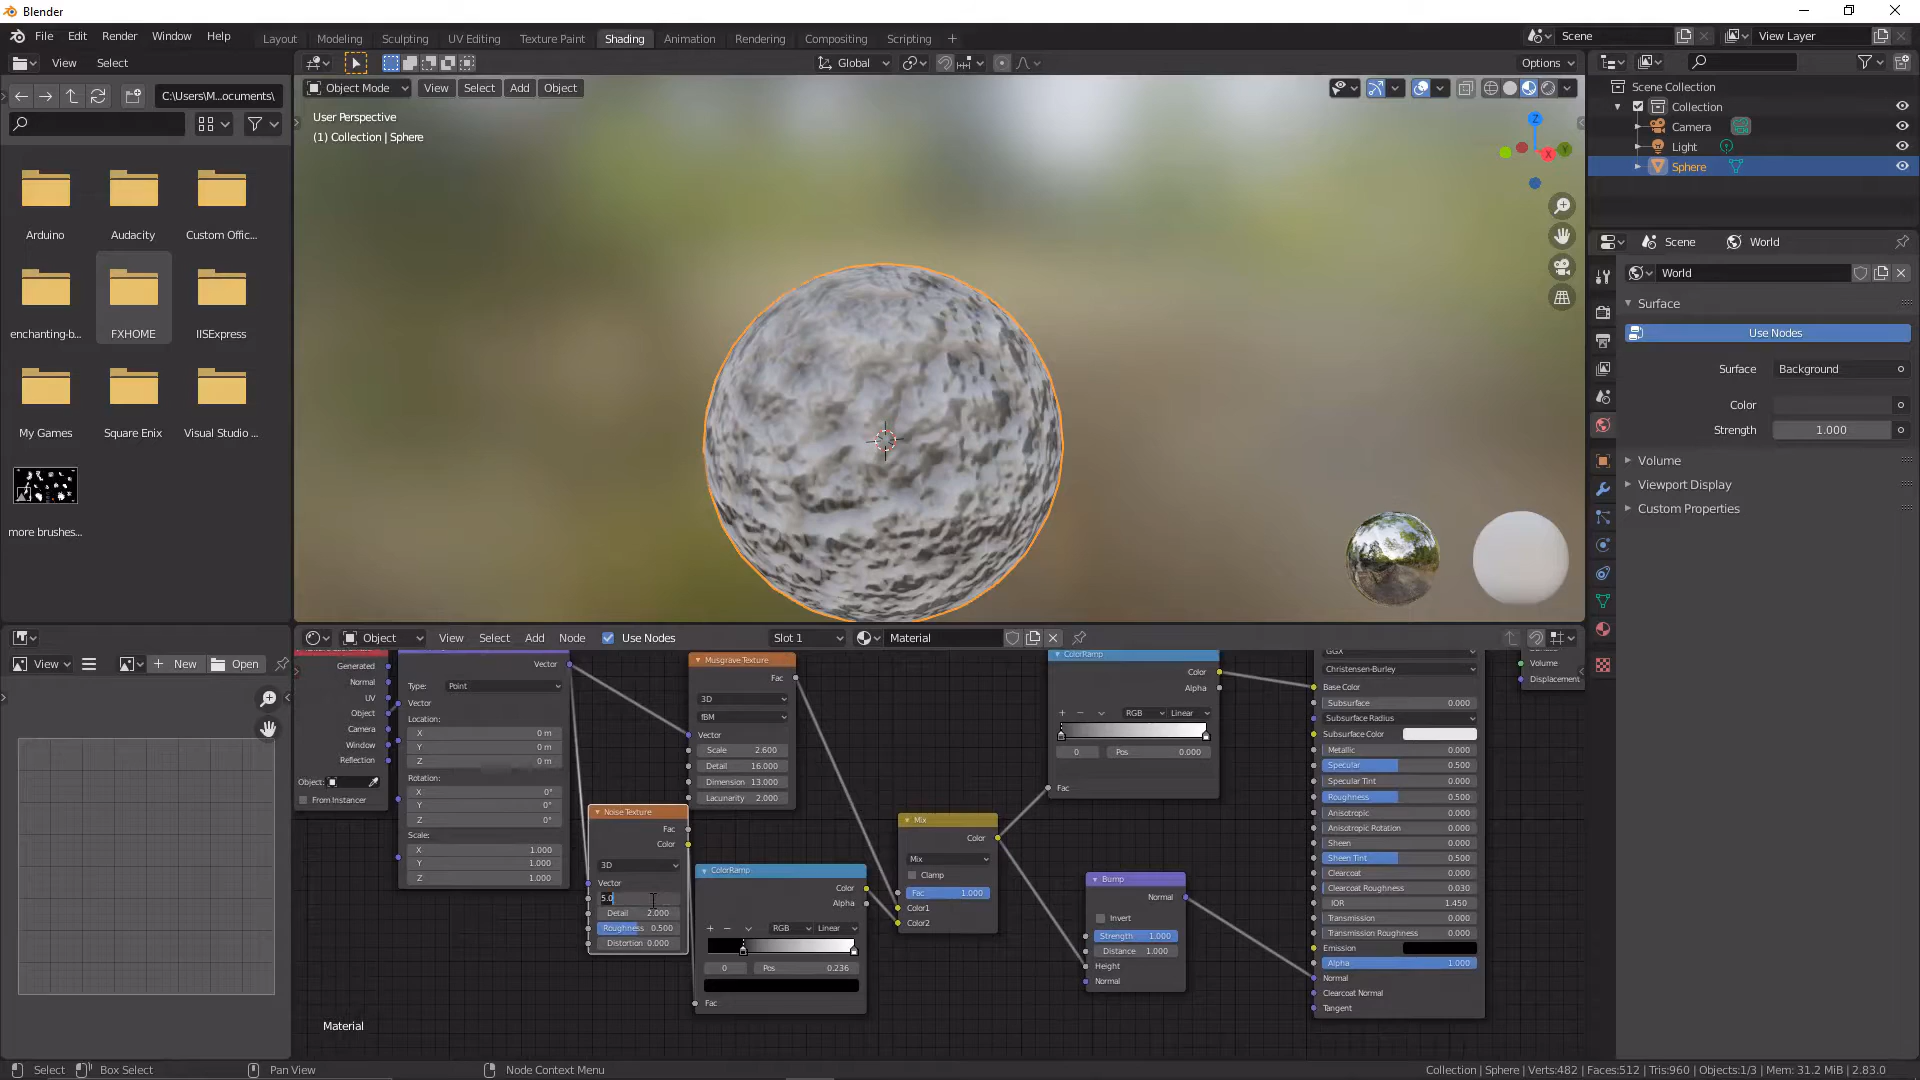 Blender
File Edit Render Window Help
Layout Modeling Sculpting UV Editing Texture Paint Shading Animation Rendering Compositing Scripting +
Scene
View Layer
View Select
Global
Options
C:\Users\M...ocuments\
Object Mode View Select Add Object
User Perspective
(1) Collection | Sphere
Z
X
Y
Arduino
Audacity
Custom Offic...
enchanting-b...
FXHOME
IISExpress
My Games
Square Enix
Visual Studio ...
more brushes...
Scene Collection
Collection
Camera
Light
Sphere
Scene
World
World
Surface
Use Nodes
Surface
Background
Color
Strength
1.000
Volume
Viewport Display
Custom Properties
View
New
Open
Object View Select Add Node Use Nodes Slot 1 Material
Generated
Normal
UV
Object
Camera
Window
Reflection
Object:
From Instancer
Vector
Type: Point
Vector
Location:
X 0 m
Y 0 m
Z 0 m
Rotation:
X 0°
Y 0°
Z 0°
Scale:
X 1.000
Y 1.000
Z 1.000
Noise Texture
Fac
Color
3D
Vector
5.0
Detail 2.000
Roughness 0.500
Distortion 0.000
Musgrave Texture
Fac
3D
fBM
Vector
Scale 2.600
Detail 16.000
Dimension 13.000
Lacunarity 2.000
ColorRamp
Color
Alpha
+ − RGB Linear
0 Pos 0.236
Fac
Mix
Color
Mix
Clamp
Fac 1.000
Color1
Color2
ColorRamp
Color
Alpha
+ − RGB Linear
0 Pos 0.000
Fac
Bump
Normal
Invert
Strength 1.000
Distance 1.000
Height
Normal
GGX
Christensen-Burley
Base Color
Subsurface 0.000
Subsurface Radius
Subsurface Color
Metallic 0.000
Specular 0.500
Specular Tint 0.000
Roughness 0.500
Anisotropic 0.000
Anisotropic Rotation 0.000
Sheen 0.000
Sheen Tint 0.500
Clearcoat 0.000
Clearcoat Roughness 0.030
IOR 1.450
Transmission 0.000
Transmission Roughness 0.000
Emission
Alpha 1.000
Normal
Clearcoat Normal
Tangent
Volume
Displacement
Material
Select
Box Select
Pan View
Node Context Menu
Collection | Sphere | Verts:482 | Faces:512 | Tris:960 | Objects:1/3 | Mem: 31.2 MiB | 2.83.0